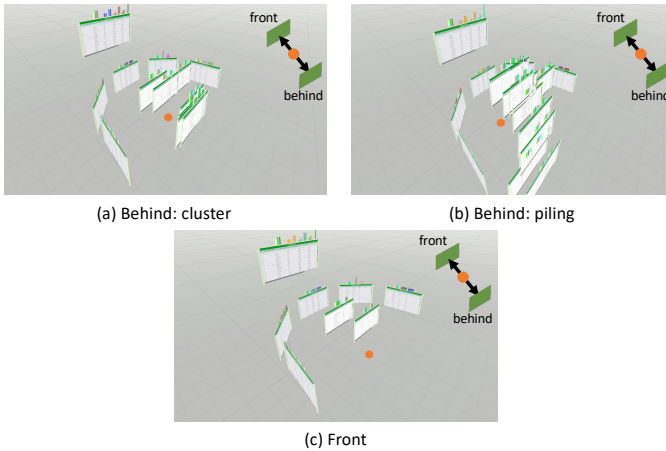 front
behind
(a) Behind: cluster
front
behind
(b) Behind: piling
front
behind
(c) Front